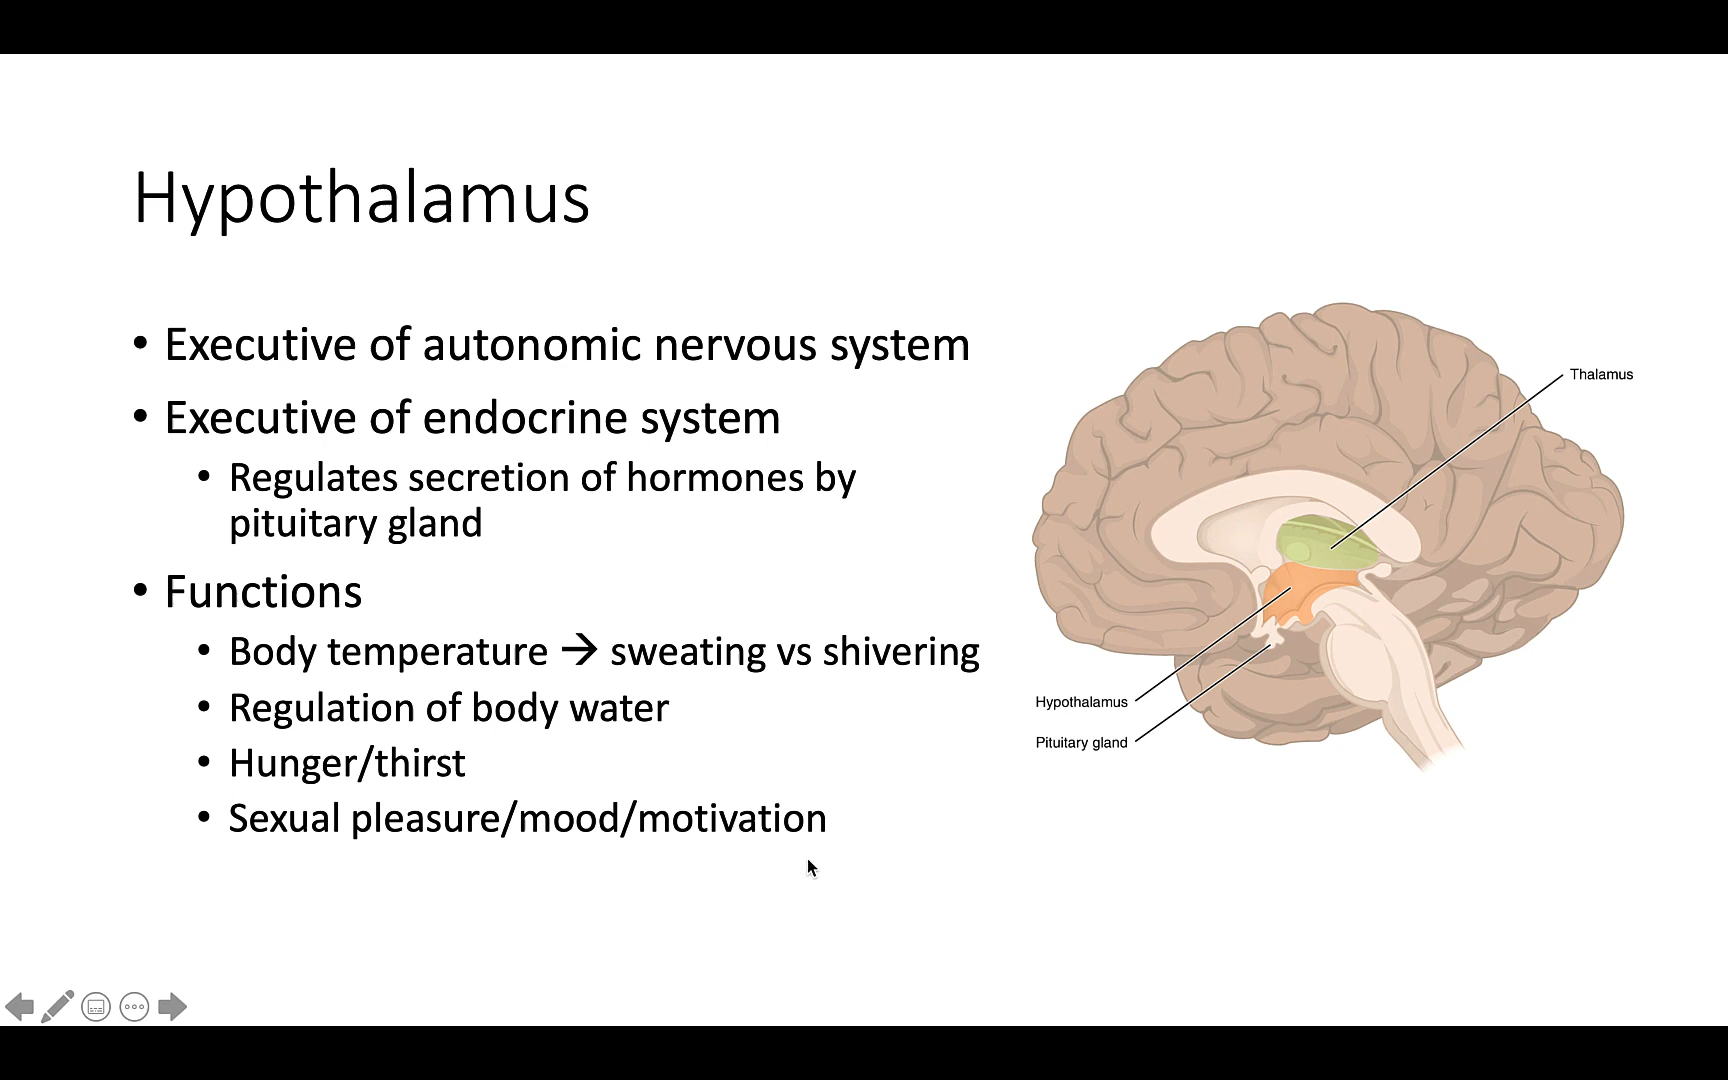 Hypothalamus
• Executive of autonomic nervous system
• Executive of endocrine system
• Regulates secretion of hormones by
pituitary gland
• Functions
• Body temperature → sweating vs shivering
• Regulation of body water
• Hunger/thirst
• Sexual pleasure/mood/motivation
Thalamus
Hypothalamus
Pituitary gland